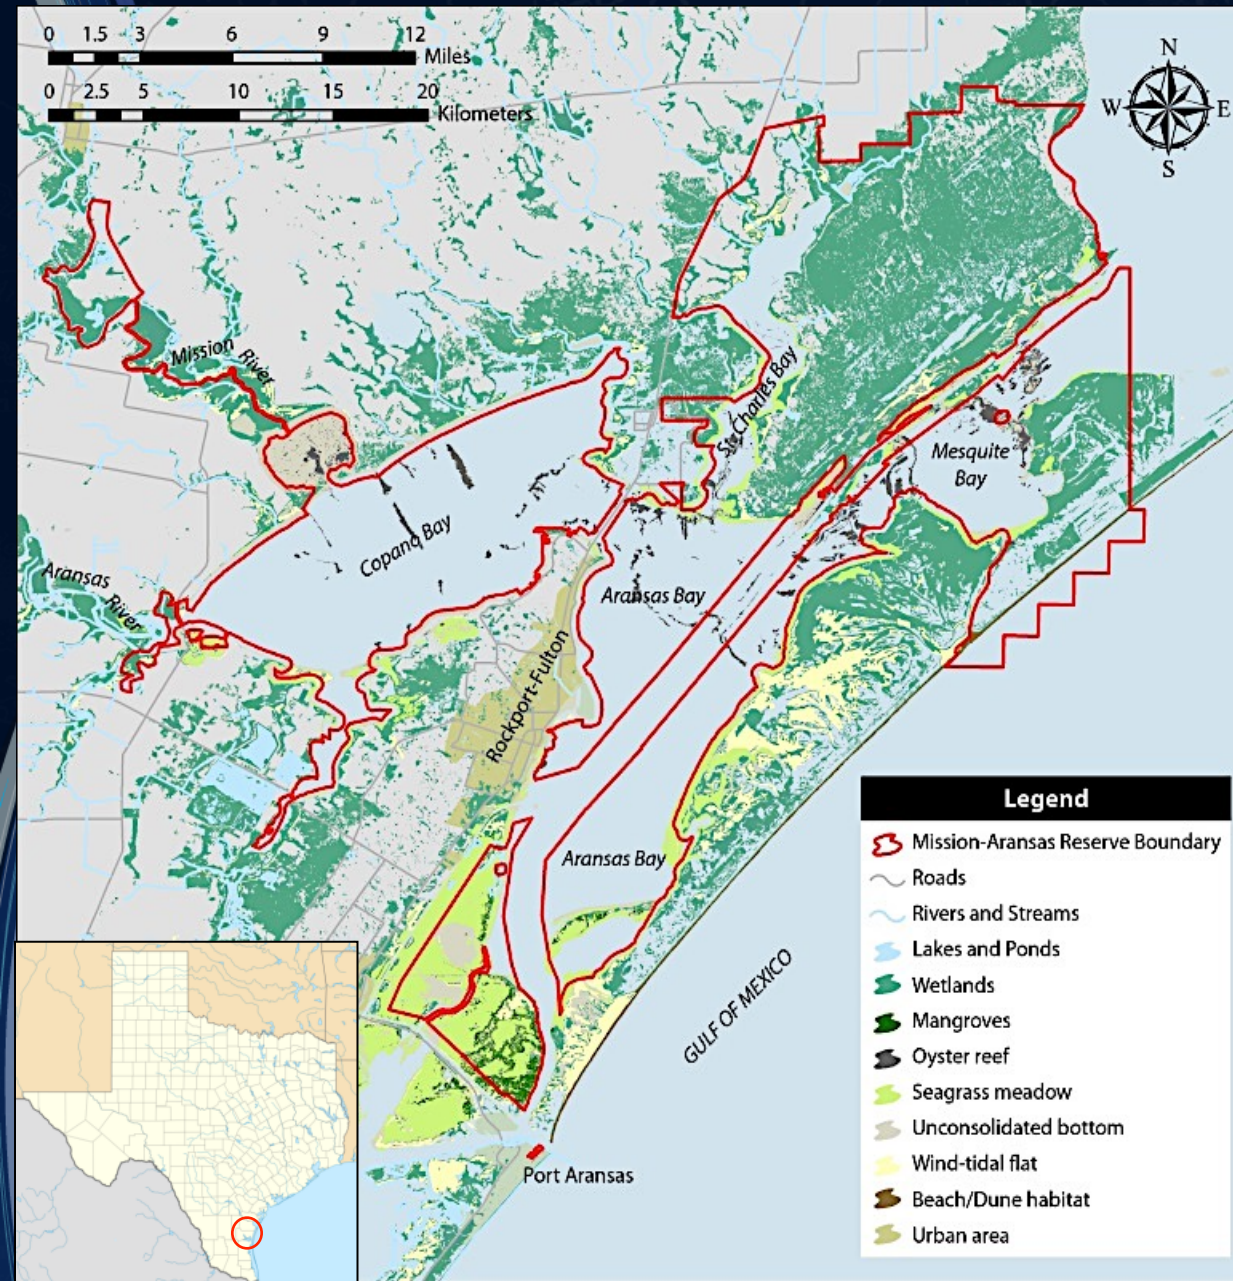 0 1.5 3 6 9 12
Miles
0 2.5 5 10 15 20
Kilometers
N
W E
S
Mission River
St. Charles Bay
Mesquite
Bay
Copano Bay
Aransas
River
Aransas Bay
Rockport-Fulton
Aransas Bay
GULF OF MEXICO
Port Aransas
Legend
Mission-Aransas Reserve Boundary
Roads
Rivers and Streams
Lakes and Ponds
Wetlands
Mangroves
Oyster reef
Seagrass meadow
Unconsolidated bottom
Wind-tidal flat
Beach/Dune habitat
Urban area